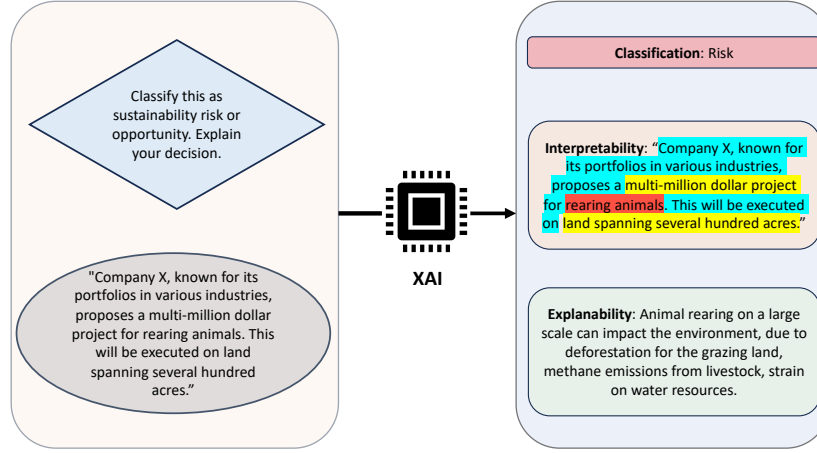 Classify this as
sustainability risk or
opportunity. Explain
your decision.
"Company X, known for its
portfolios in various industries,
proposes a multi-million dollar
project for rearing animals. This
will be executed on land
spanning several hundred
acres.”
XAI
Classification: Risk
Interpretability: “Company X, known for
its portfolios in various industries,
proposes a multi-million dollar project
for rearing animals. This will be executed
on land spanning several hundred acres.”
Explanability: Animal rearing on a large
scale can impact the environment, due to
deforestation for the grazing land,
methane emissions from livestock, strain
on water resources.